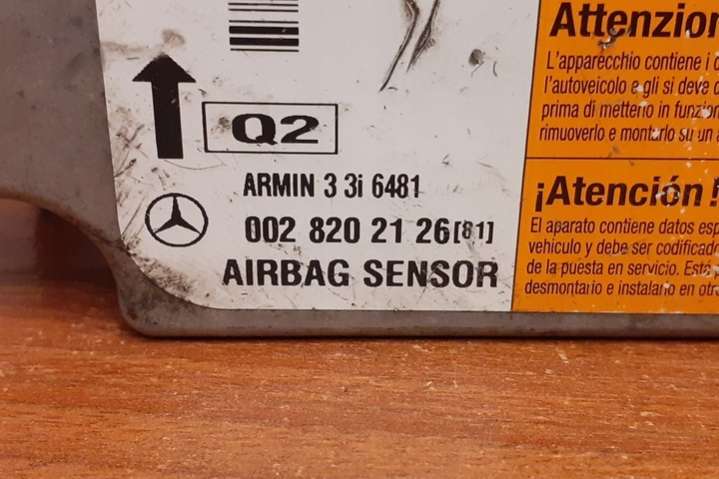 Q2
ARMIN 3 3i 6481
002 820 21 26[81]
AIRBAG SENSOR
Attenzion
L'apparecchio contiene i
l'autoveicolo e gli si deve
prima di metterlo in funzion
rimuoverlo e montarlo su un
¡Atención!
El aparato contiene datos esp
vehículo y debe ser codificad
de la puesta en servicio. Está
desmontarlo e instalarlo en otr